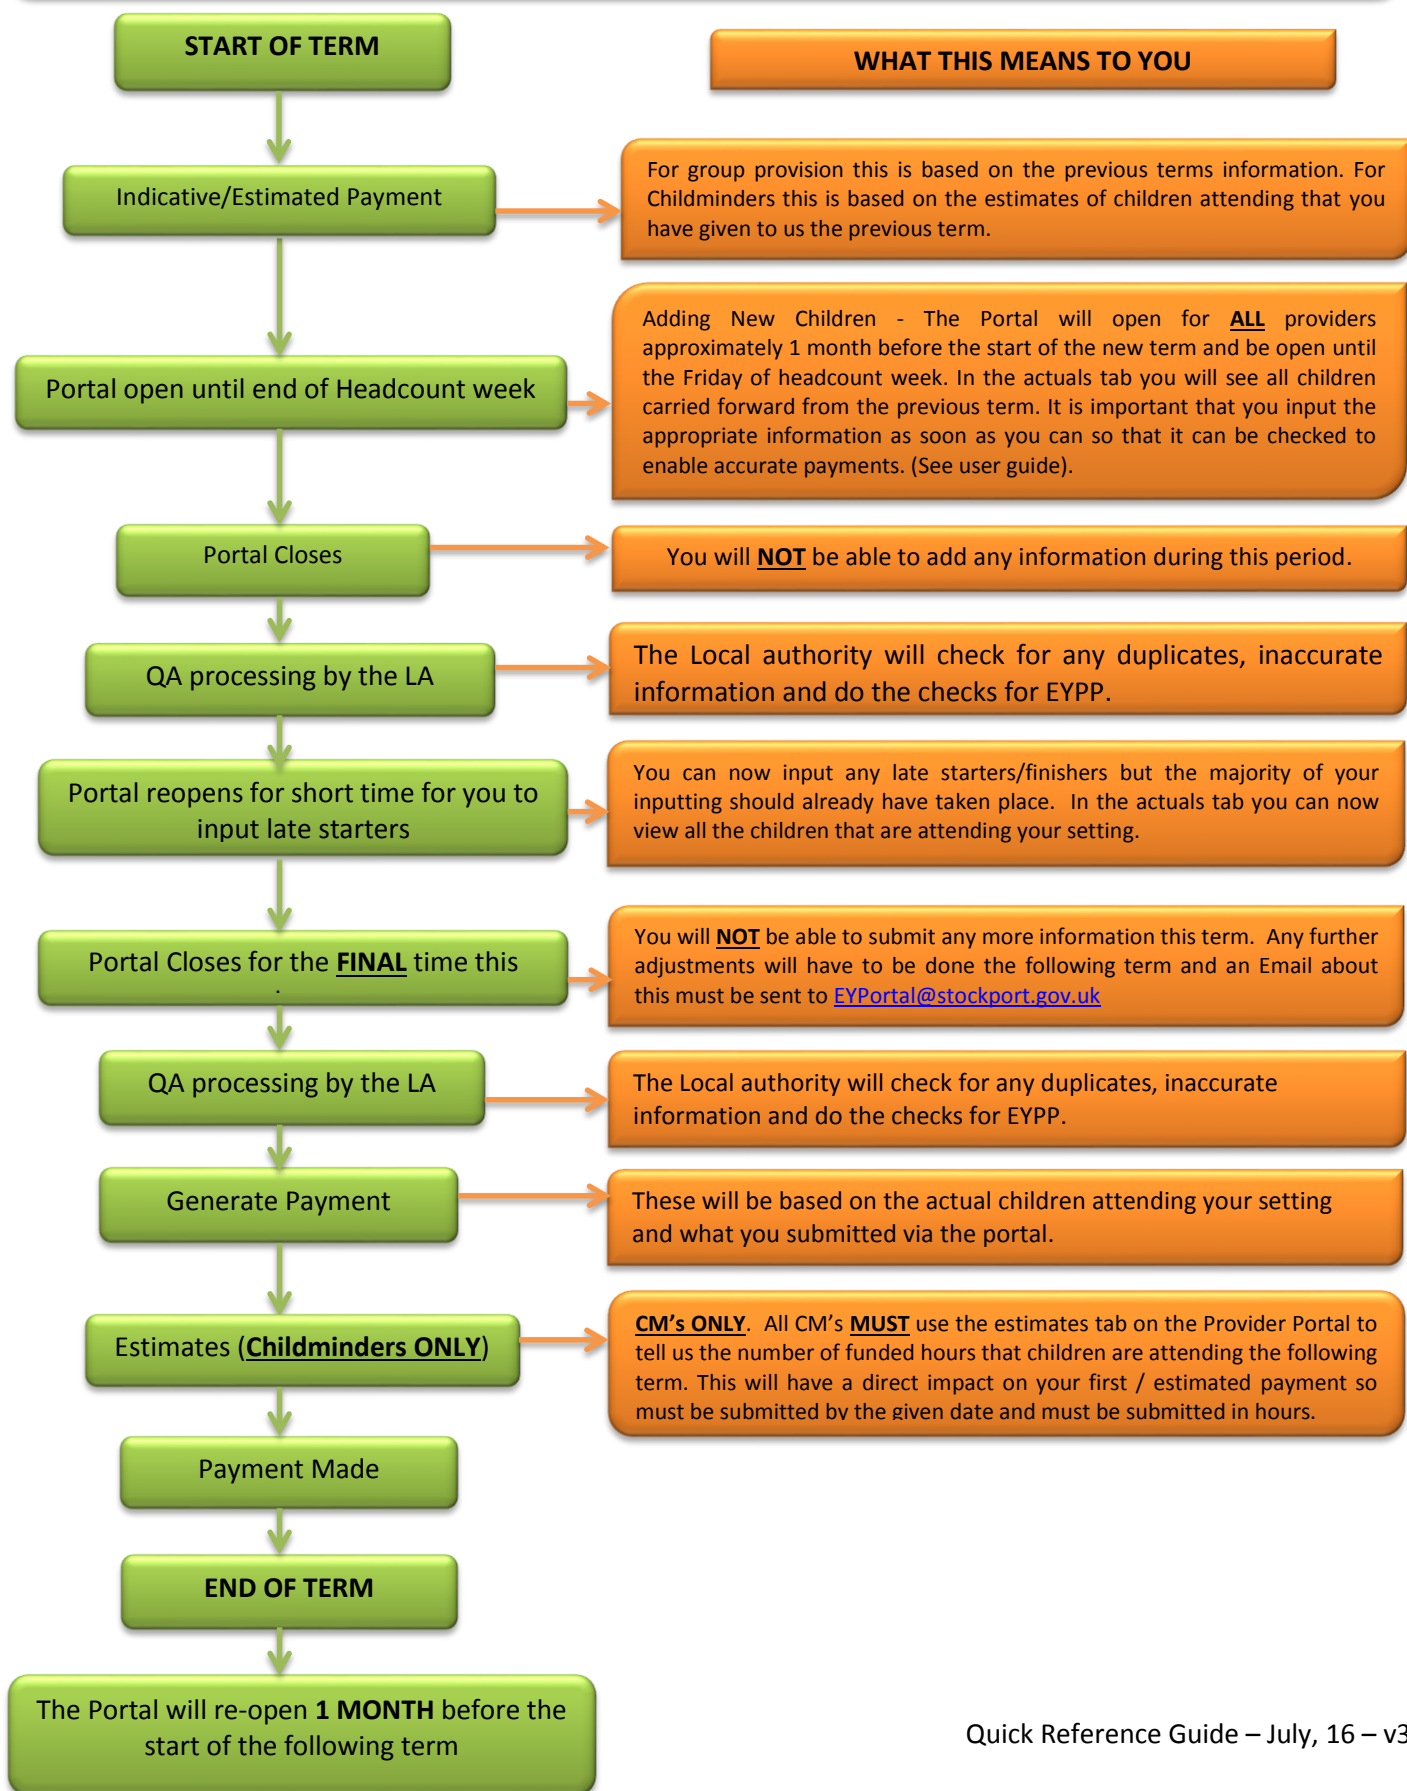 START OF TERM
WHAT THIS MEANS TO YOU
Indicative/Estimated Payment
For group provision this is based on the previous terms information. For
Childminders this is based on the estimates of children attending that you
have given to us the previous term.
Portal open until end of Headcount week
Adding New Children - The Portal will open for ALL providers
approximately 1 month before the start of the new term and be open until
the Friday of headcount week. In the actuals tab you will see all children
carried forward from the previous term. It is important that you input the
appropriate information as soon as you can so that it can be checked to
enable accurate payments. (See user guide).
Portal Closes
You will NOT be able to add any information during this period.
QA processing by the LA
The Local authority will check for any duplicates, inaccurate
information and do the checks for EYPP.
Portal reopens for short time for you to
input late starters
You can now input any late starters/finishers but the majority of your
inputting should already have taken place. In the actuals tab you can now
view all the children that are attending your setting.
Portal Closes for the FINAL time this
.
You will NOT be able to submit any more information this term. Any further
adjustments will have to be done the following term and an Email about
this must be sent to EYPortal@stockport.gov.uk
QA processing by the LA
The Local authority will check for any duplicates, inaccurate
information and do the checks for EYPP.
Generate Payment
These will be based on the actual children attending your setting
and what you submitted via the portal.
Estimates (Childminders ONLY)
CM's ONLY. All CM's MUST use the estimates tab on the Provider Portal to
tell us the number of funded hours that children are attending the following
term. This will have a direct impact on your first / estimated payment so
must be submitted by the given date and must be submitted in hours.
Payment Made
END OF TERM
The Portal will re-open 1 MONTH before the
start of the following term
Quick Reference Guide – July, 16 – v3